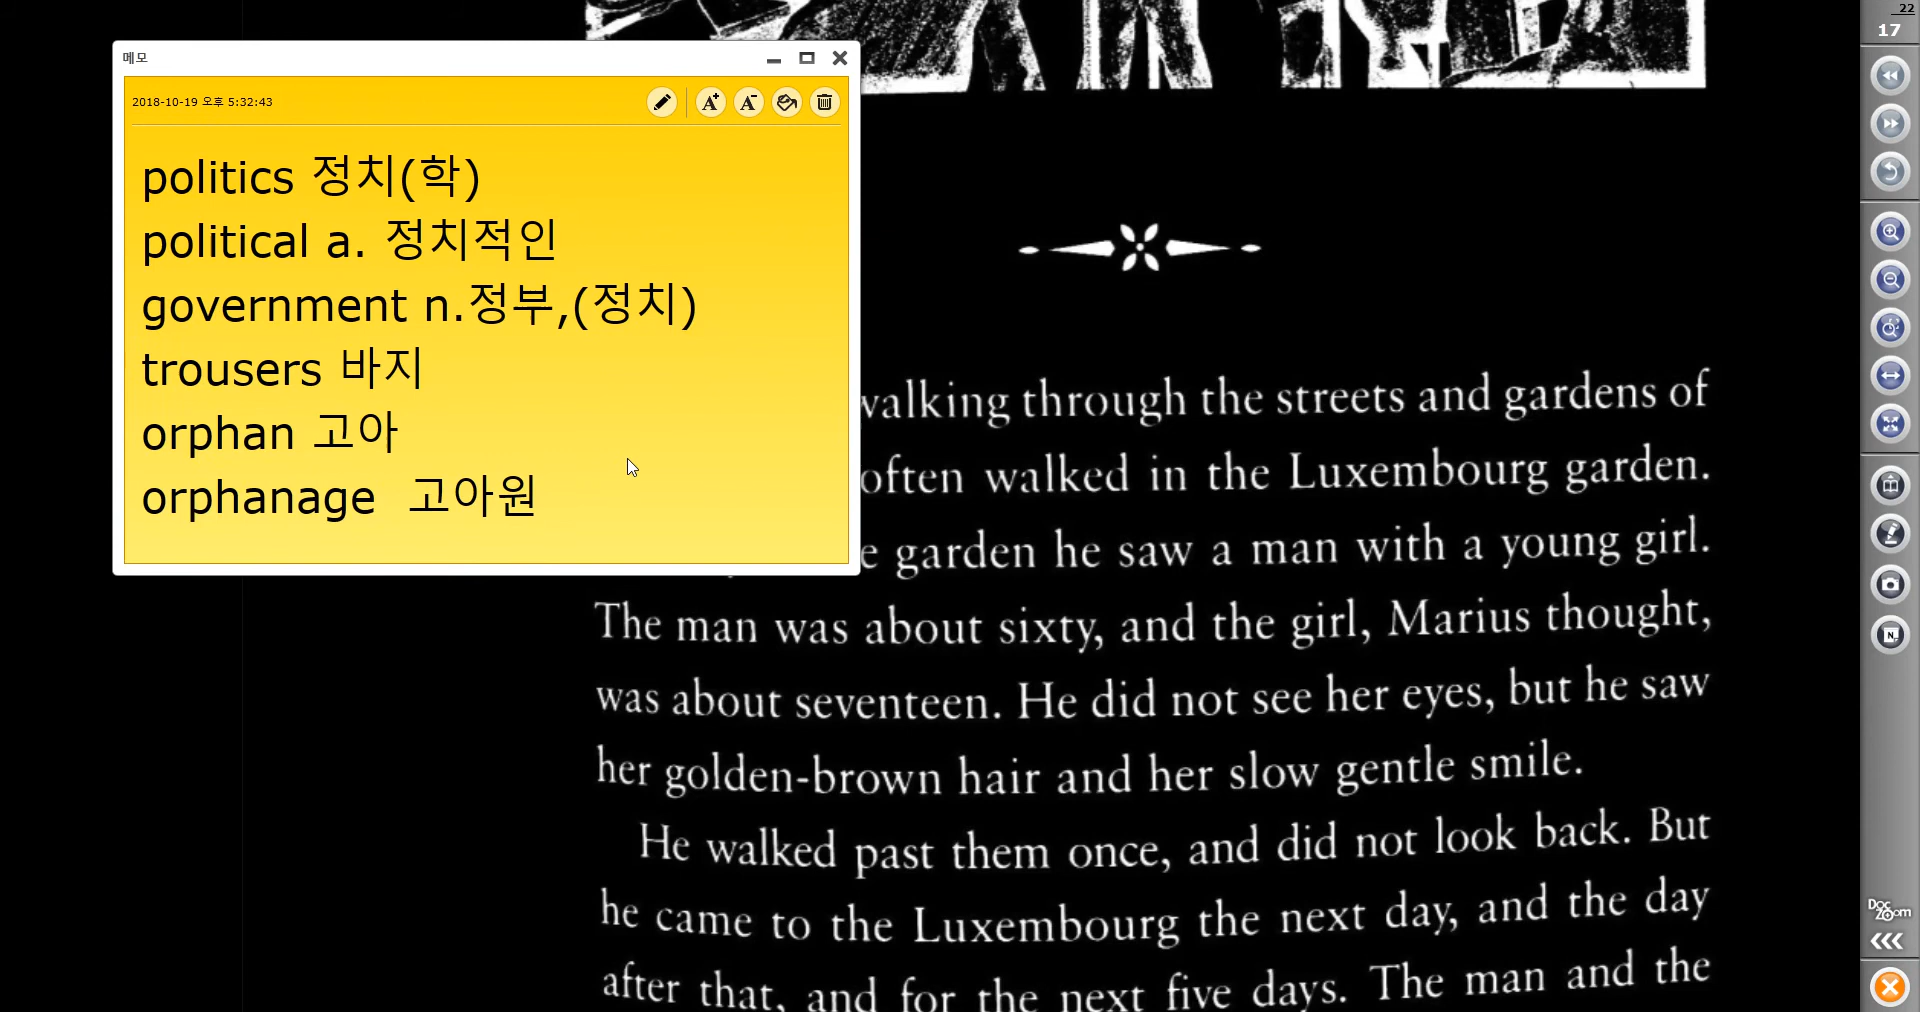 메모
2018-10-19 오후 5:32:43
politics 정치(학)
political a. 정치적인
government n.정부,(정치)
trousers 바지
orphan 고아
orphanage 고아원
walking through the streets and gardens of
often walked in the Luxembourg garden.
garden he saw a man with a young girl.
The man was about sixty, and the girl, Marius thought,
was about seventeen. He did not see her eyes, but he saw
her golden-brown hair and her slow gentle smile.
He walked past them once, and did not look back. But
he came to the Luxembourg the next day, and the day
after that, and for the next five days. The man and the
22
17
Doc Zoom